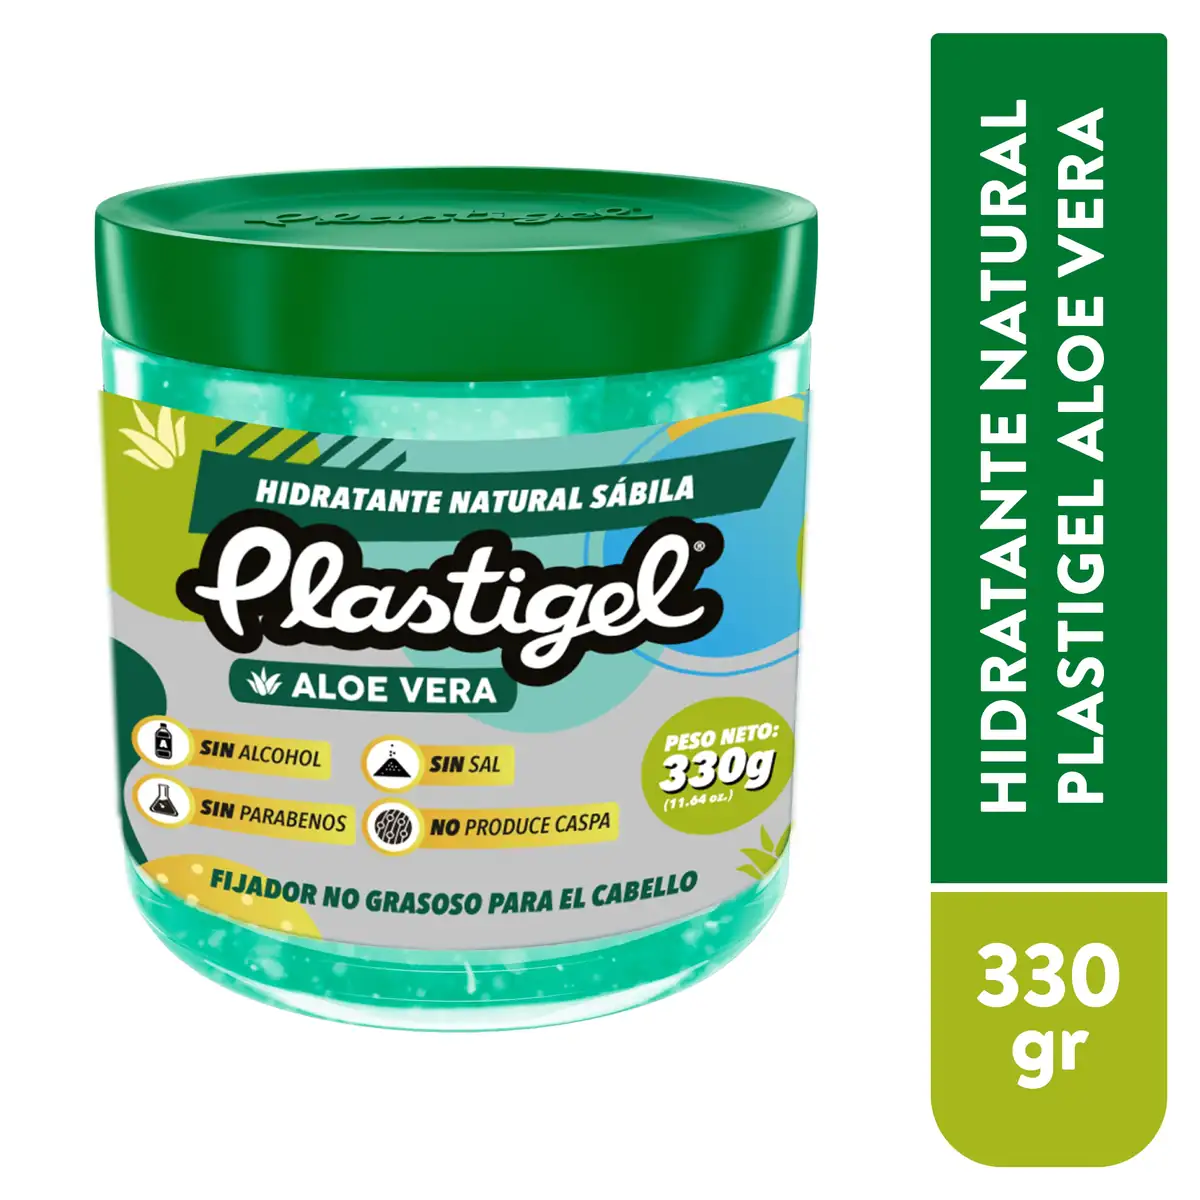 Plastigel
HIDRATANTE NATURAL SÁBILA
Plastigel®
ALOE VERA
SIN ALCOHOL
SIN SAL
SIN PARABENOS
NO PRODUCE CASPA
PESO NETO:
330g
(11.64 oz.)
FIJADOR NO GRASOSO PARA EL CABELLO
HIDRATANTE NATURAL
PLASTIGEL ALOE VERA
330
gr